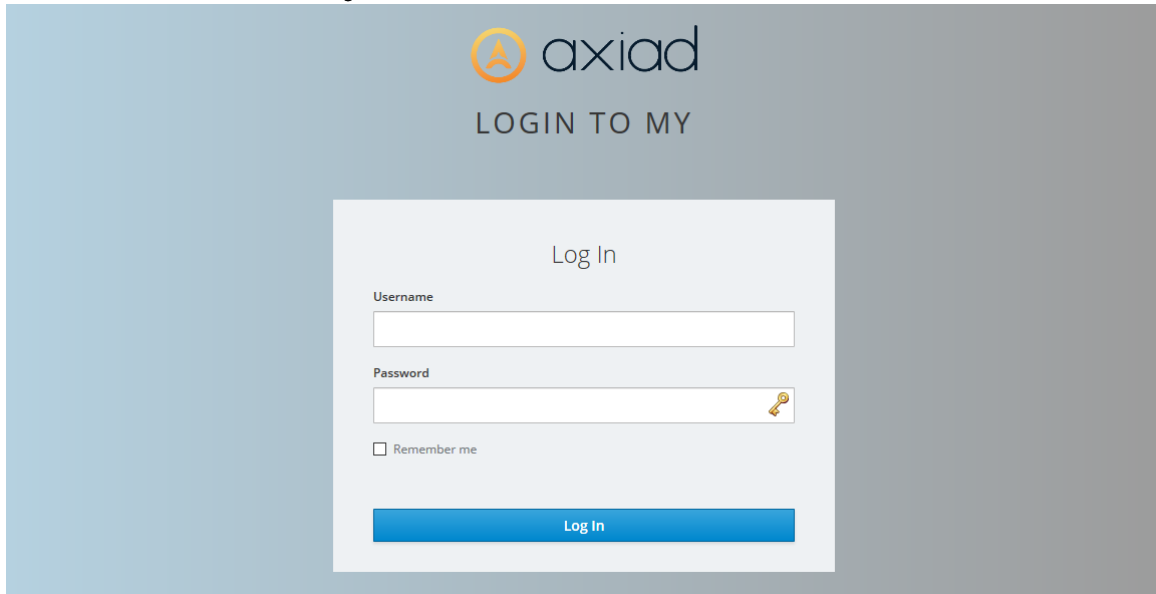 axiad
LOGIN TO MY
Log In
Username
Password
Remember me
Log In